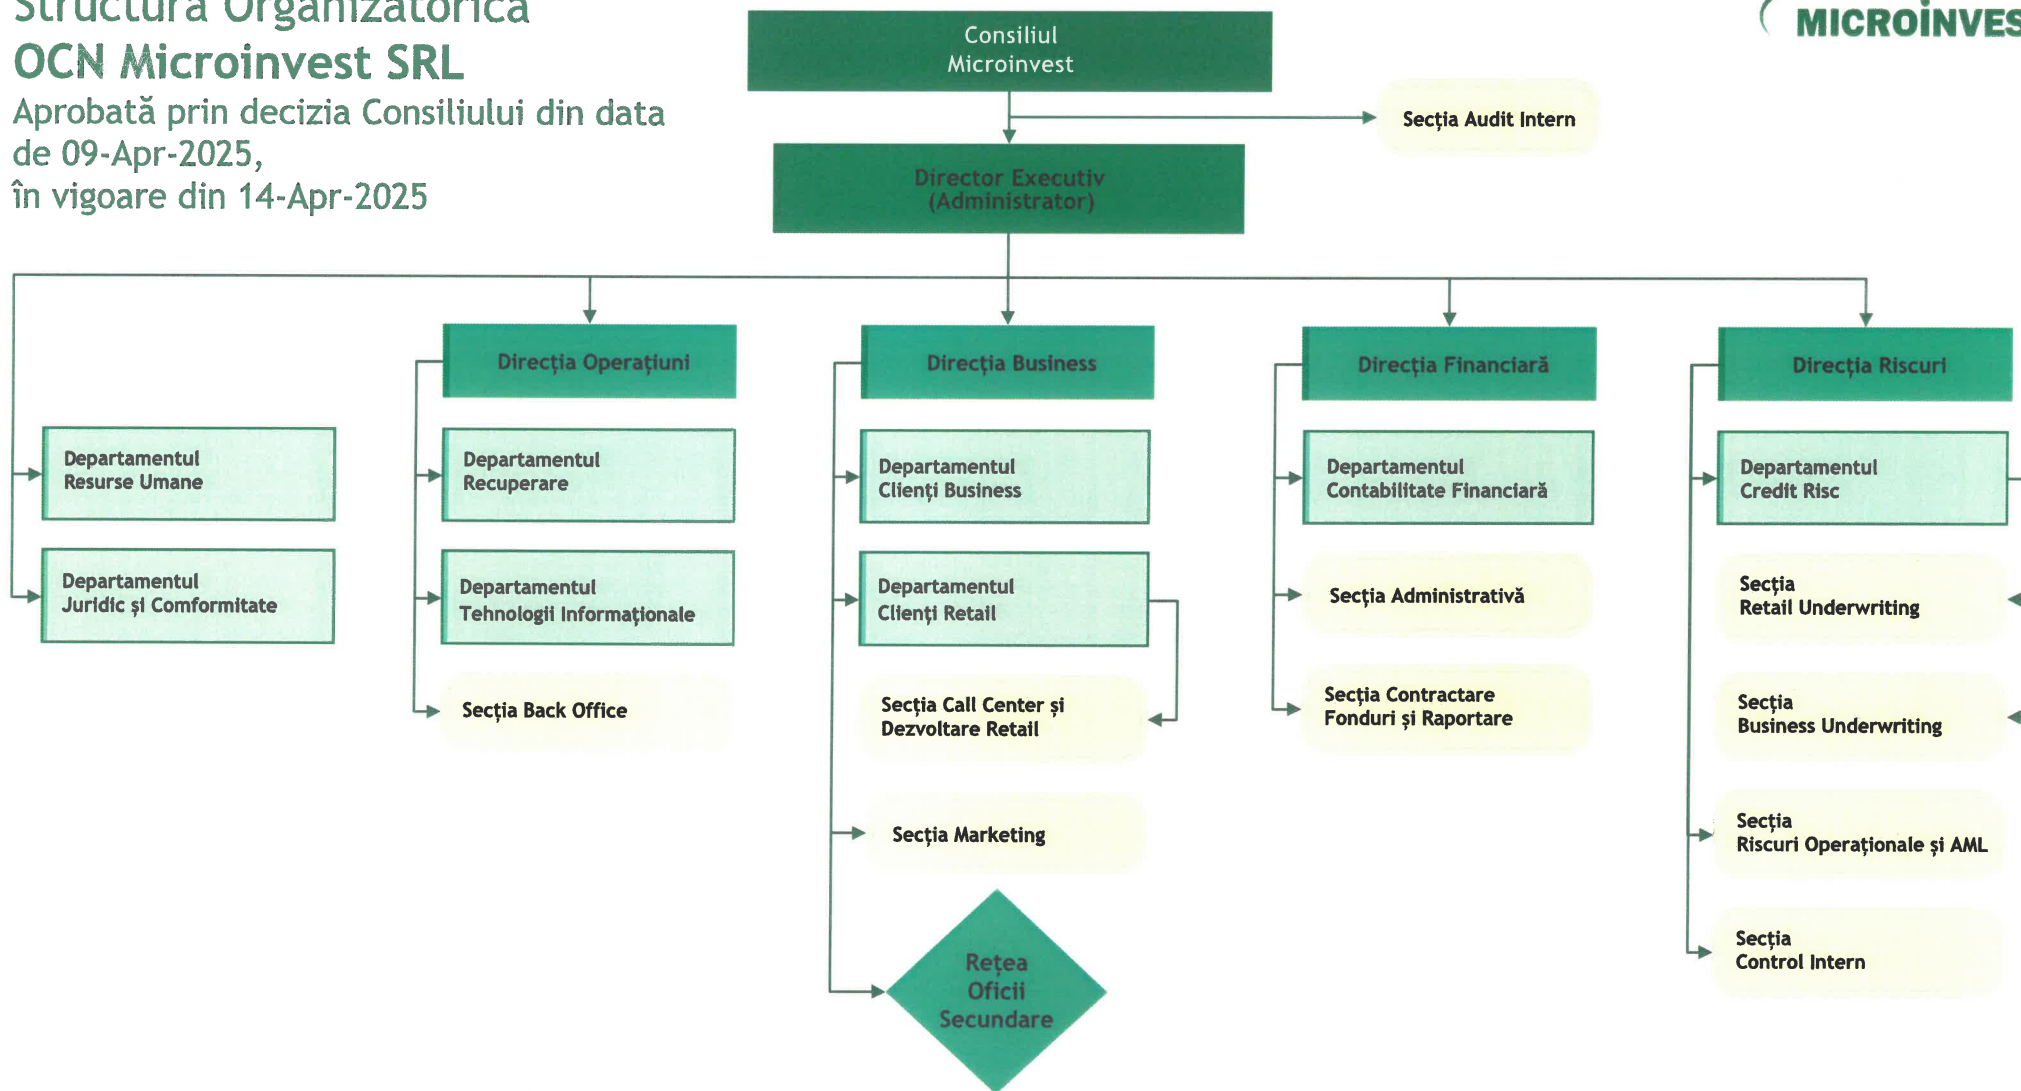 Structura Organizatorica
OCN Microinvest SRL
Aprobată prin decizia Consiliului din data
de 09-Apr-2025,
în vigoare din 14-Apr-2025
MICROINVES
Consiliul
Microinvest
Secția Audit Intern
Director Executiv
(Administrator)
Direcția Operațiuni
Direcția Business
Direcția Financiară
Direcția Riscuri
Departamentul
Resurse Umane
Departamentul
Juridic și Comformitate
Departamentul
Recuperare
Departamentul
Tehnologii Informaționale
Secția Back Office
Departamentul
Clienți Business
Departamentul
Clienți Retail
Secția Call Center și
Dezvoltare Retail
Secția Marketing
Rețea
Oficii
Secundare
Departamentul
Contabilitate Financiară
Secția Administrativă
Secția Contractare
Fonduri și Raportare
Departamentul
Credit Risc
Secția
Retail Underwriting
Secția
Business Underwriting
Secția
Riscuri Operaționale și AML
Secția
Control Intern